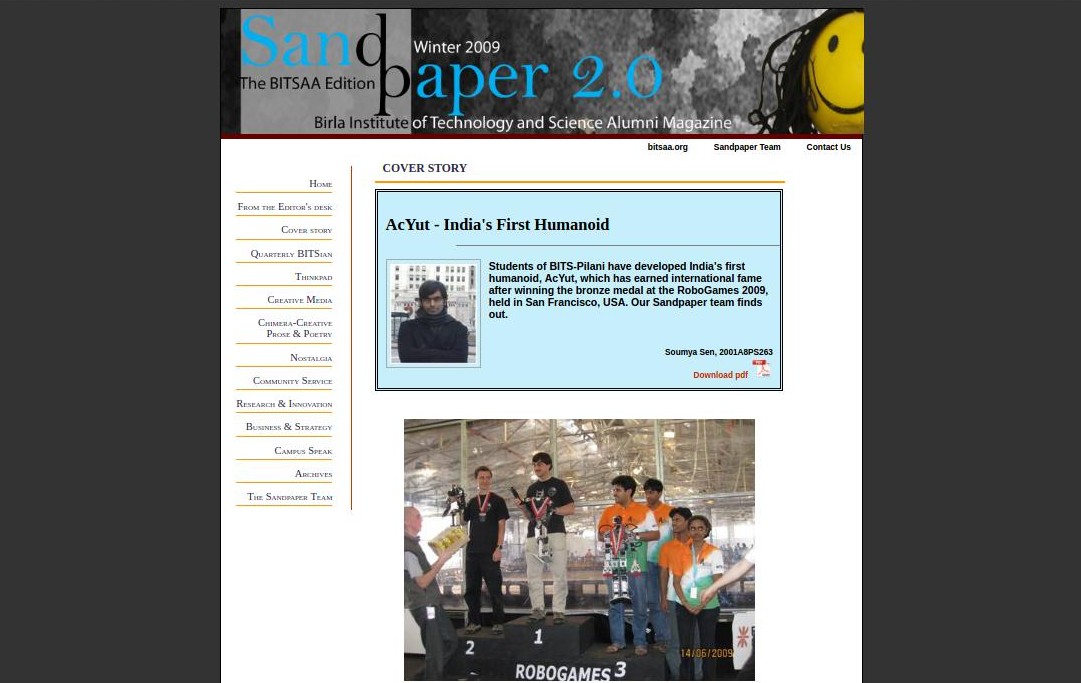 Sandpaper 2.0
Winter 2009
The BITSAA Edition
Birla Institute of Technology and Science Alumni Magazine
bitsaa.org Sandpaper Team Contact Us
COVER STORY
Home
From the Editor's desk
Cover story
Quarterly BITSian
Thinkpad
Creative Media
Chimera-Creative
Prose & Poetry
Nostalgia
Community Service
Research & Innovation
Business & Strategy
Campus Speak
Archives
The Sandpaper Team
AcYut - India's First Humanoid
Students of BITS-Pilani have developed India's first
humanoid, AcYut, which has earned international fame
after winning the bronze medal at the RoboGames 2009,
held in San Francisco, USA. Our Sandpaper team finds
out.
Soumya Sen, 2001A8PS263
Download pdf
2 1 3
ROBOGAMES
14/06/2009